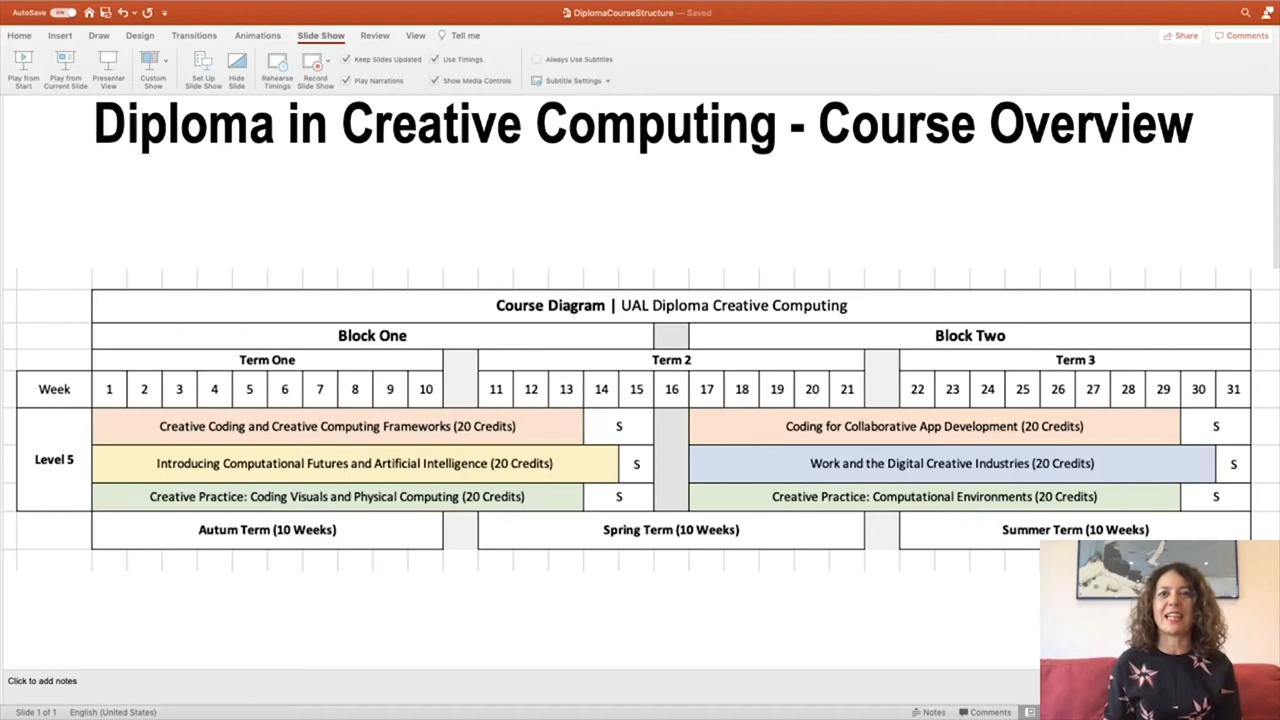 AutoSave ON DiplomaCourseStructure — Saved
Home Insert Draw Design Transitions Animations Slide Show Review View Tell me Share Comments
Play from Start Play from Current Slide Presenter View Custom Show Set Up Slide Show Hide Slide Rehearse Timings Record Slide Show Keep Slides Updated Use Timings Always Use Subtitles
Play Narrations Show Media Controls Subtitle Settings
Diploma in Creative Computing - Course Overview
Course Diagram | UAL Diploma Creative Computing
Block One Block Two
Term One Term 2 Term 3
Week 1 2 3 4 5 6 7 8 9 10 11 12 13 14 15 16 17 18 19 20 21 22 23 24 25 26 27 28 29 30 31
Creative Coding and Creative Computing Frameworks (20 Credits) S Coding for Collaborative App Development (20 Credits) S
Level 5 Introducing Computational Futures and Artificial Intelligence (20 Credits) S Work and the Digital Creative Industries (20 Credits) S
Creative Practice: Coding Visuals and Physical Computing (20 Credits) S Creative Practice: Computational Environments (20 Credits) S
Autum Term (10 Weeks) Spring Term (10 Weeks) Summer Term (10 Weeks)
Click to add notes
Slide 1 of 1 English (United States) Notes Comments